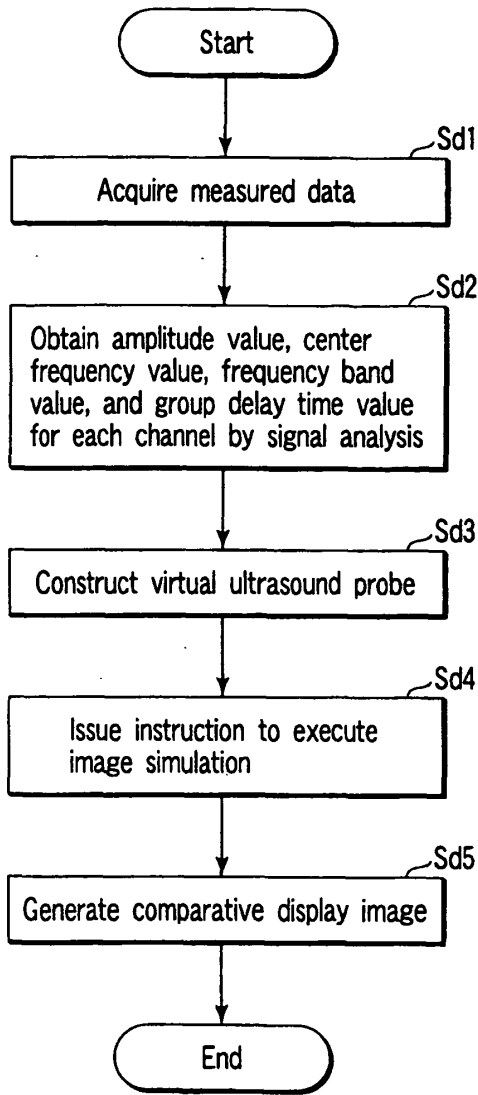 Start
Sd1
Acquire measured data
Sd2
Obtain amplitude value, center
frequency value, frequency band
value, and group delay time value
for each channel by signal analysis
Sd3
Construct virtual ultrasound probe
Sd4
Issue instruction to execute
image simulation
Sd5
Generate comparative display image
End